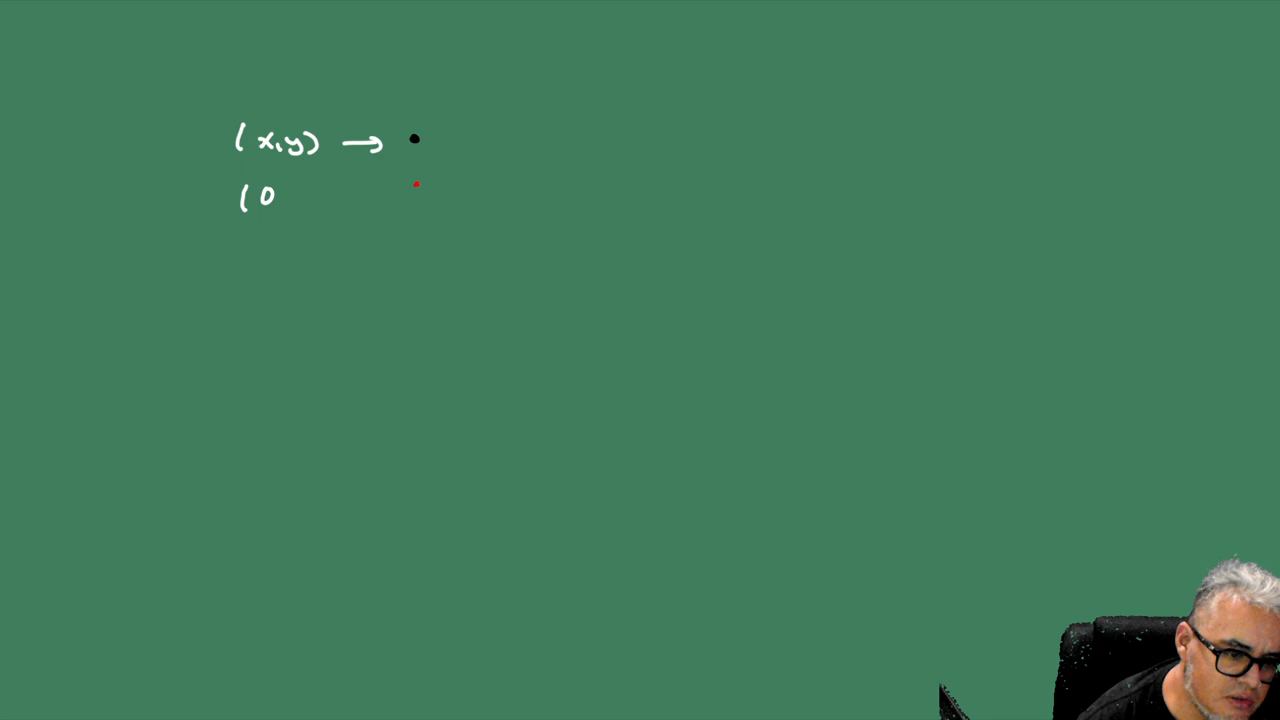 (x,y) → •
(0